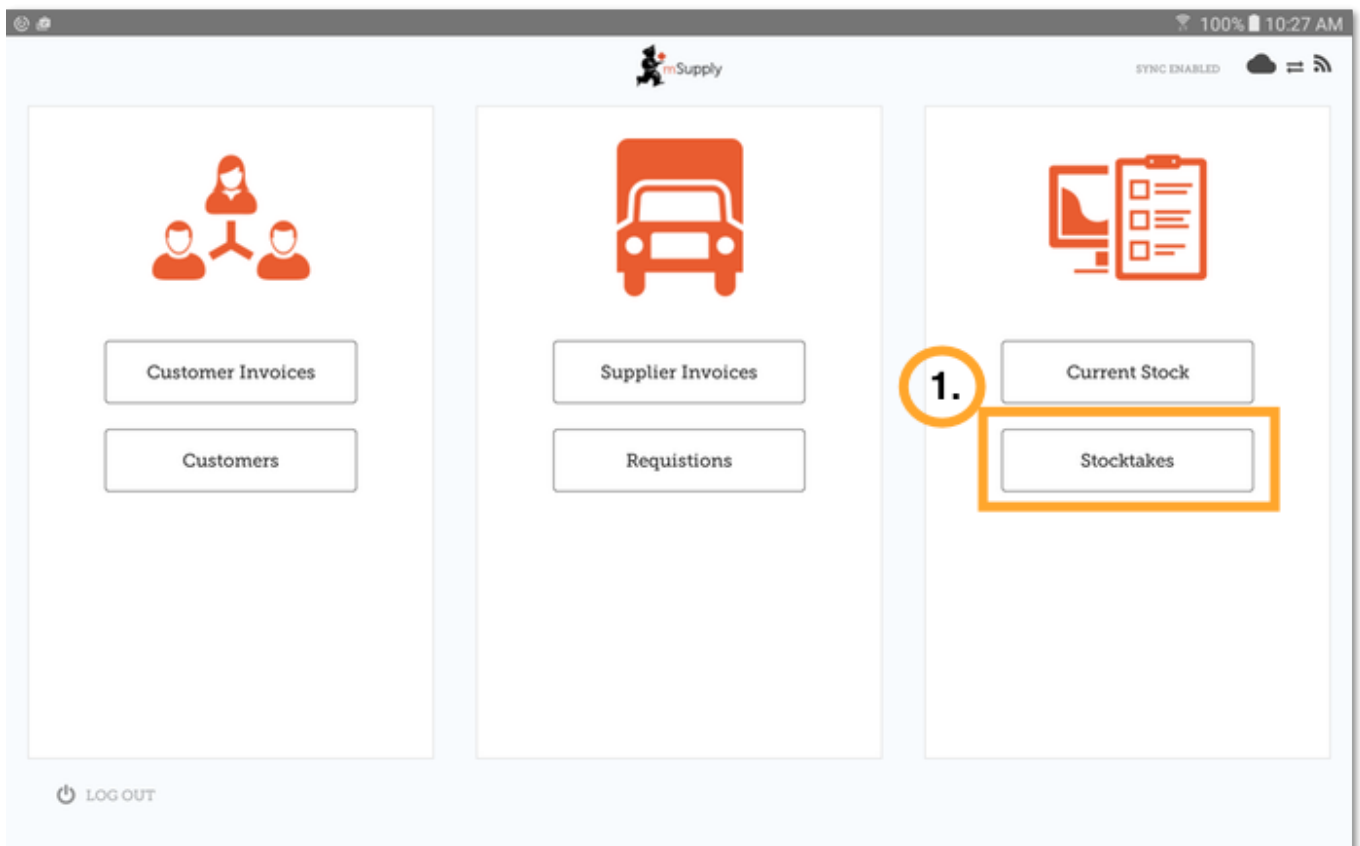 100% 10:27 AM
mSupply
SYNC ENABLED
Customer Invoices
Customers
Supplier Invoices
Requistions
1.
Current Stock
Stocktakes
LOG OUT